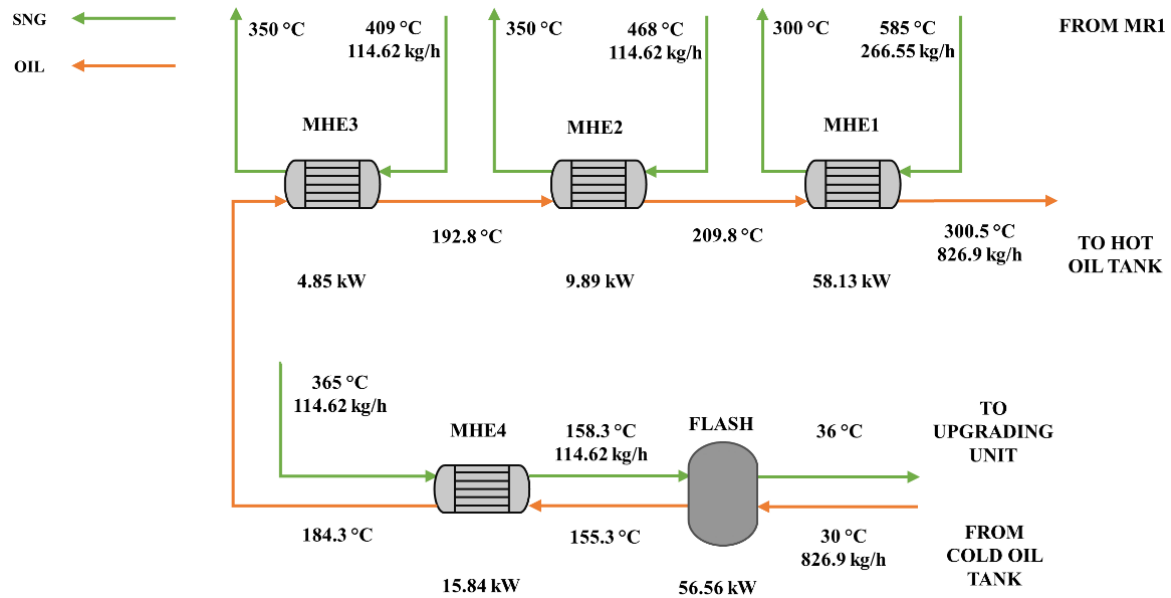 SNG
OIL
350 °C
409 °C
114.62 kg/h
350 °C
468 °C
114.62 kg/h
300 °C
585 °C
266.55 kg/h
FROM MR1
MHE3
MHE2
MHE1
192.8 °C
209.8 °C
300.5 °C
826.9 kg/h
TO HOT
OIL TANK
4.85 kW
9.89 kW
58.13 kW
365 °C
114.62 kg/h
MHE4
158.3 °C
114.62 kg/h
FLASH
36 °C
TO
UPGRADING
UNIT
184.3 °C
155.3 °C
30 °C
826.9 kg/h
FROM
COLD OIL
TANK
15.84 kW
56.56 kW